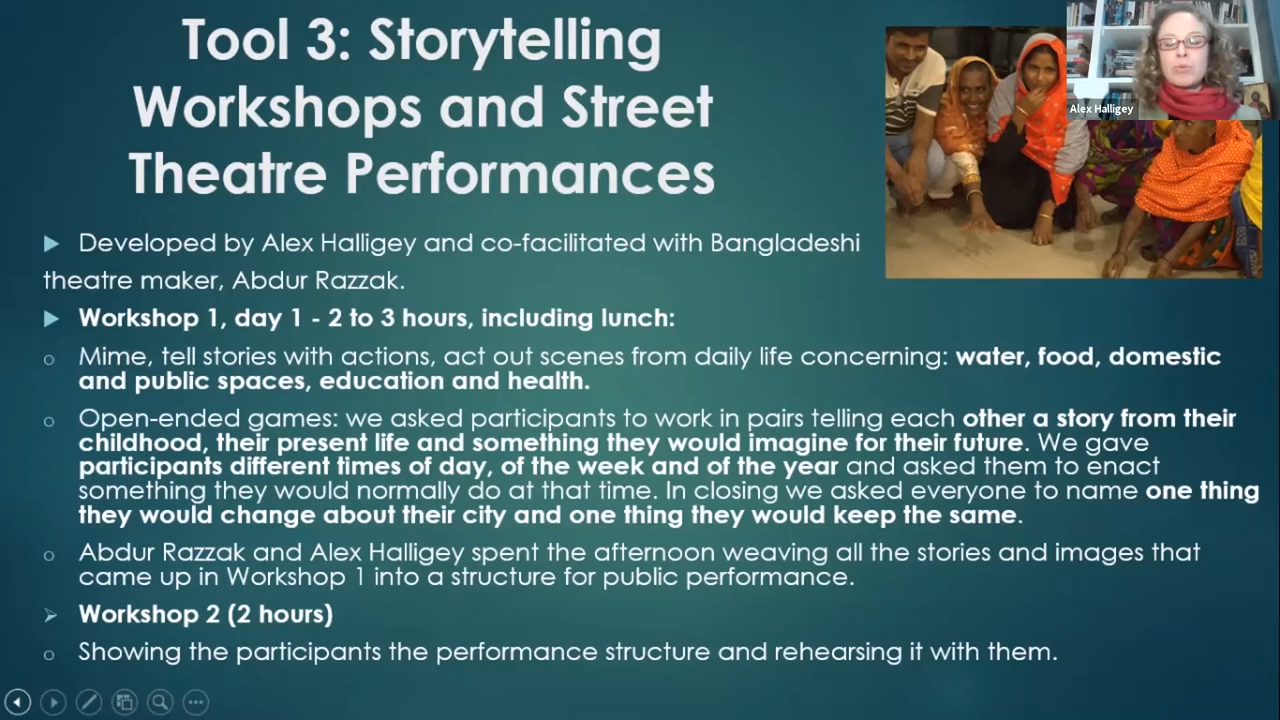 Tool 3: Storytelling
Workshops and Street
Theatre Performances
Alex Halligey
Developed by Alex Halligey and co-facilitated with Bangladeshi
theatre maker, Abdur Razzak.
Workshop 1, day 1 - 2 to 3 hours, including lunch:
Mime, tell stories with actions, act out scenes from daily life concerning: water, food, domestic
and public spaces, education and health.
Open-ended games: we asked participants to work in pairs telling each other a story from their
childhood, their present life and something they would imagine for their future. We gave
participants different times of day, of the week and of the year and asked them to enact
something they would normally do at that time. In closing we asked everyone to name one thing
they would change about their city and one thing they would keep the same.
Abdur Razzak and Alex Halligey spent the afternoon weaving all the stories and images that
came up in Workshop 1 into a structure for public performance.
Workshop 2 (2 hours)
Showing the participants the performance structure and rehearsing it with them.